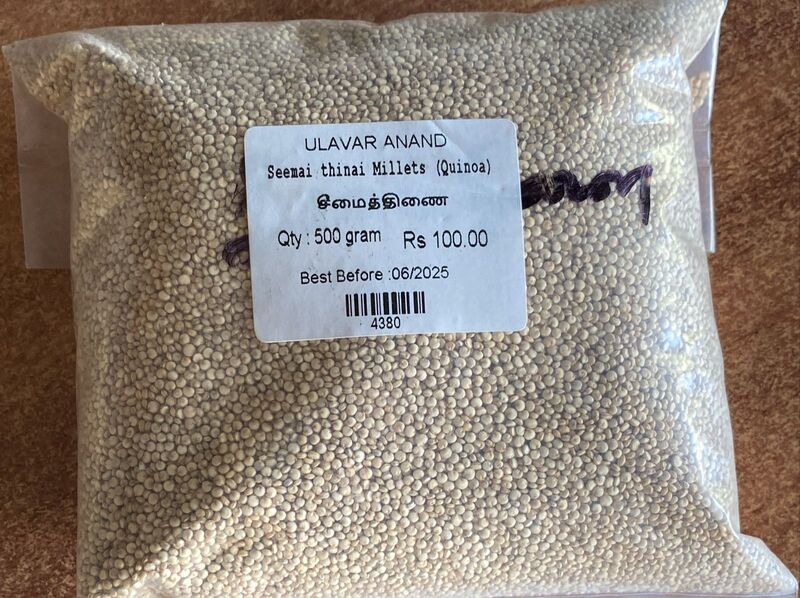 ULAVAR ANAND
Seemai thinai Millets (Quinoa)
சீமைத்திணை
Qty : 500 gram Rs 100.00
Best Before :06/2025
4380